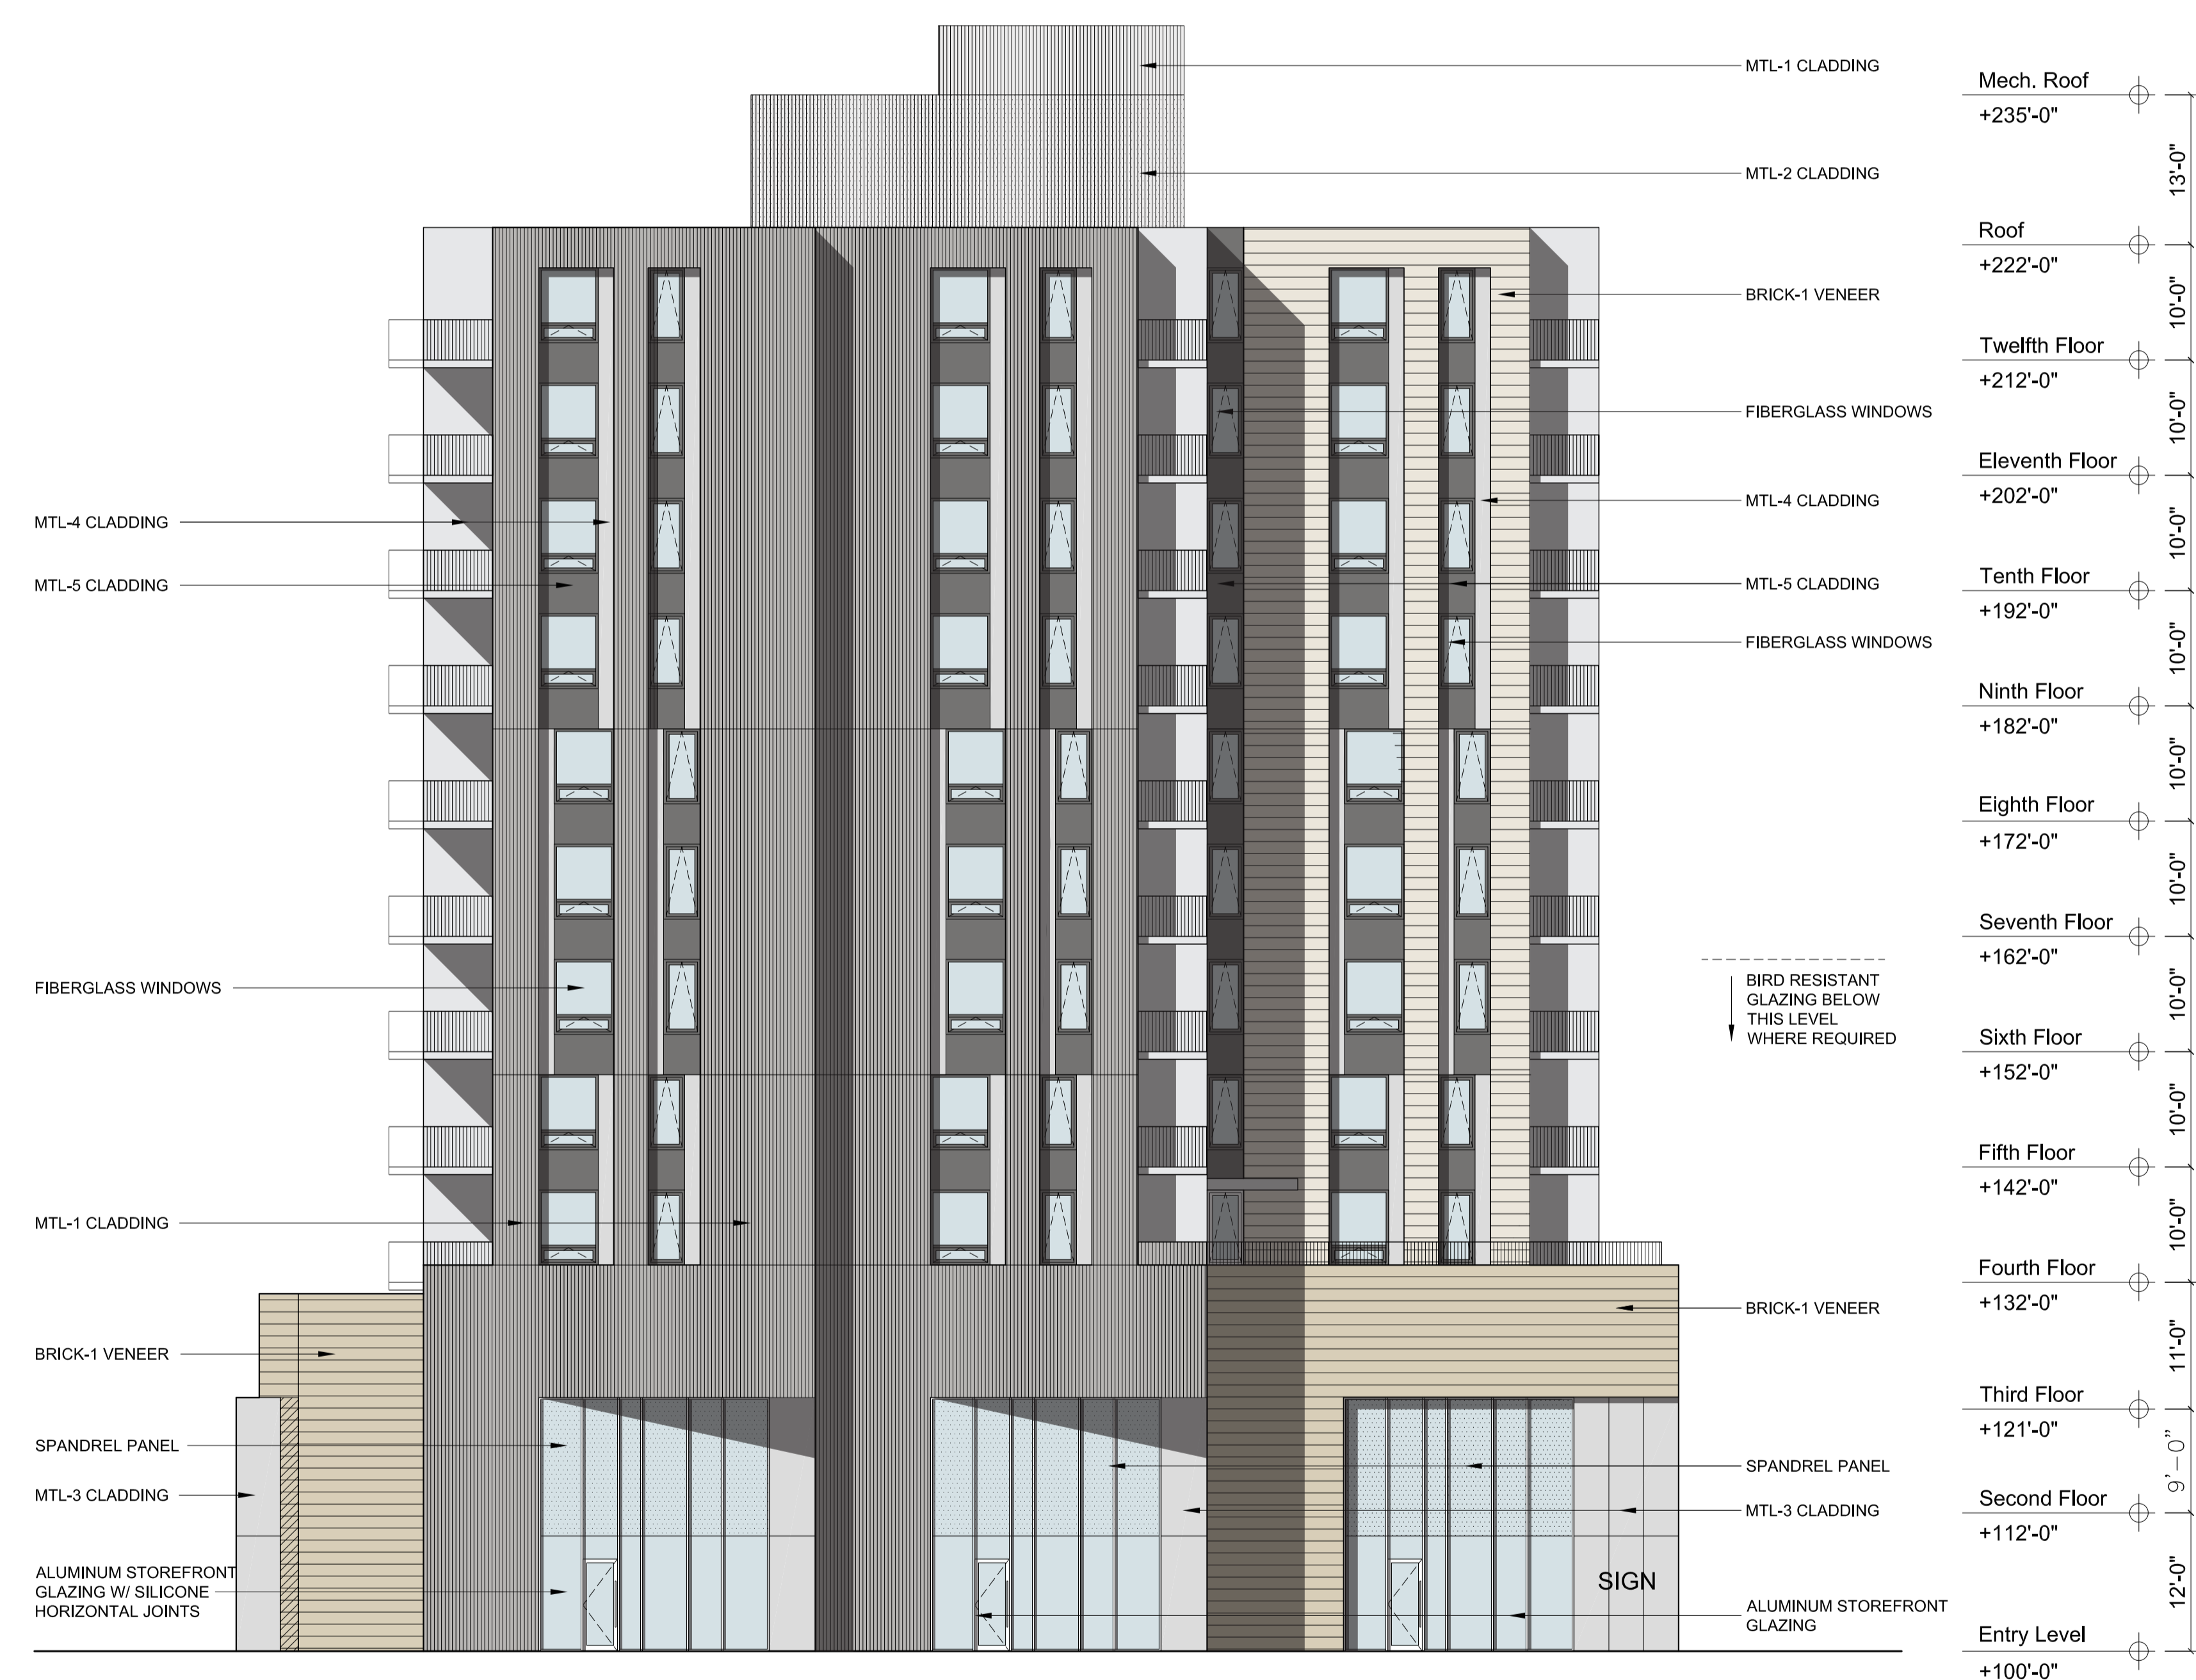 MTL-4 CLADDING
MTL-5 CLADDING
FIBERGLASS WINDOWS
MTL-1 CLADDING
BRICK-1 VENEER
SPANDREL PANEL
MTL-3 CLADDING
ALUMINUM STOREFRONT
GLAZING W/ SILICONE
HORIZONTAL JOINTS
SIGN
MTL-1 CLADDING
MTL-2 CLADDING
BRICK-1 VENEER
FIBERGLASS WINDOWS
MTL-4 CLADDING
MTL-5 CLADDING
FIBERGLASS WINDOWS
BIRD RESISTANT
GLAZING BELOW
THIS LEVEL
WHERE REQUIRED
BRICK-1 VENEER
SPANDREL PANEL
MTL-3 CLADDING
ALUMINUM STOREFRONT
GLAZING
Mech. Roof
+235'-0"
13'-0"
Roof
+222'-0"
10'-0"
Twelfth Floor
+212'-0"
10'-0"
Eleventh Floor
+202'-0"
10'-0"
Tenth Floor
+192'-0"
10'-0"
Ninth Floor
+182'-0"
10'-0"
Eighth Floor
+172'-0"
10'-0"
Seventh Floor
+162'-0"
10'-0"
Sixth Floor
+152'-0"
10'-0"
Fifth Floor
+142'-0"
10'-0"
Fourth Floor
+132'-0"
11'-0"
Third Floor
+121'-0"
9'-0"
Second Floor
+112'-0"
12'-0"
Entry Level
+100'-0"